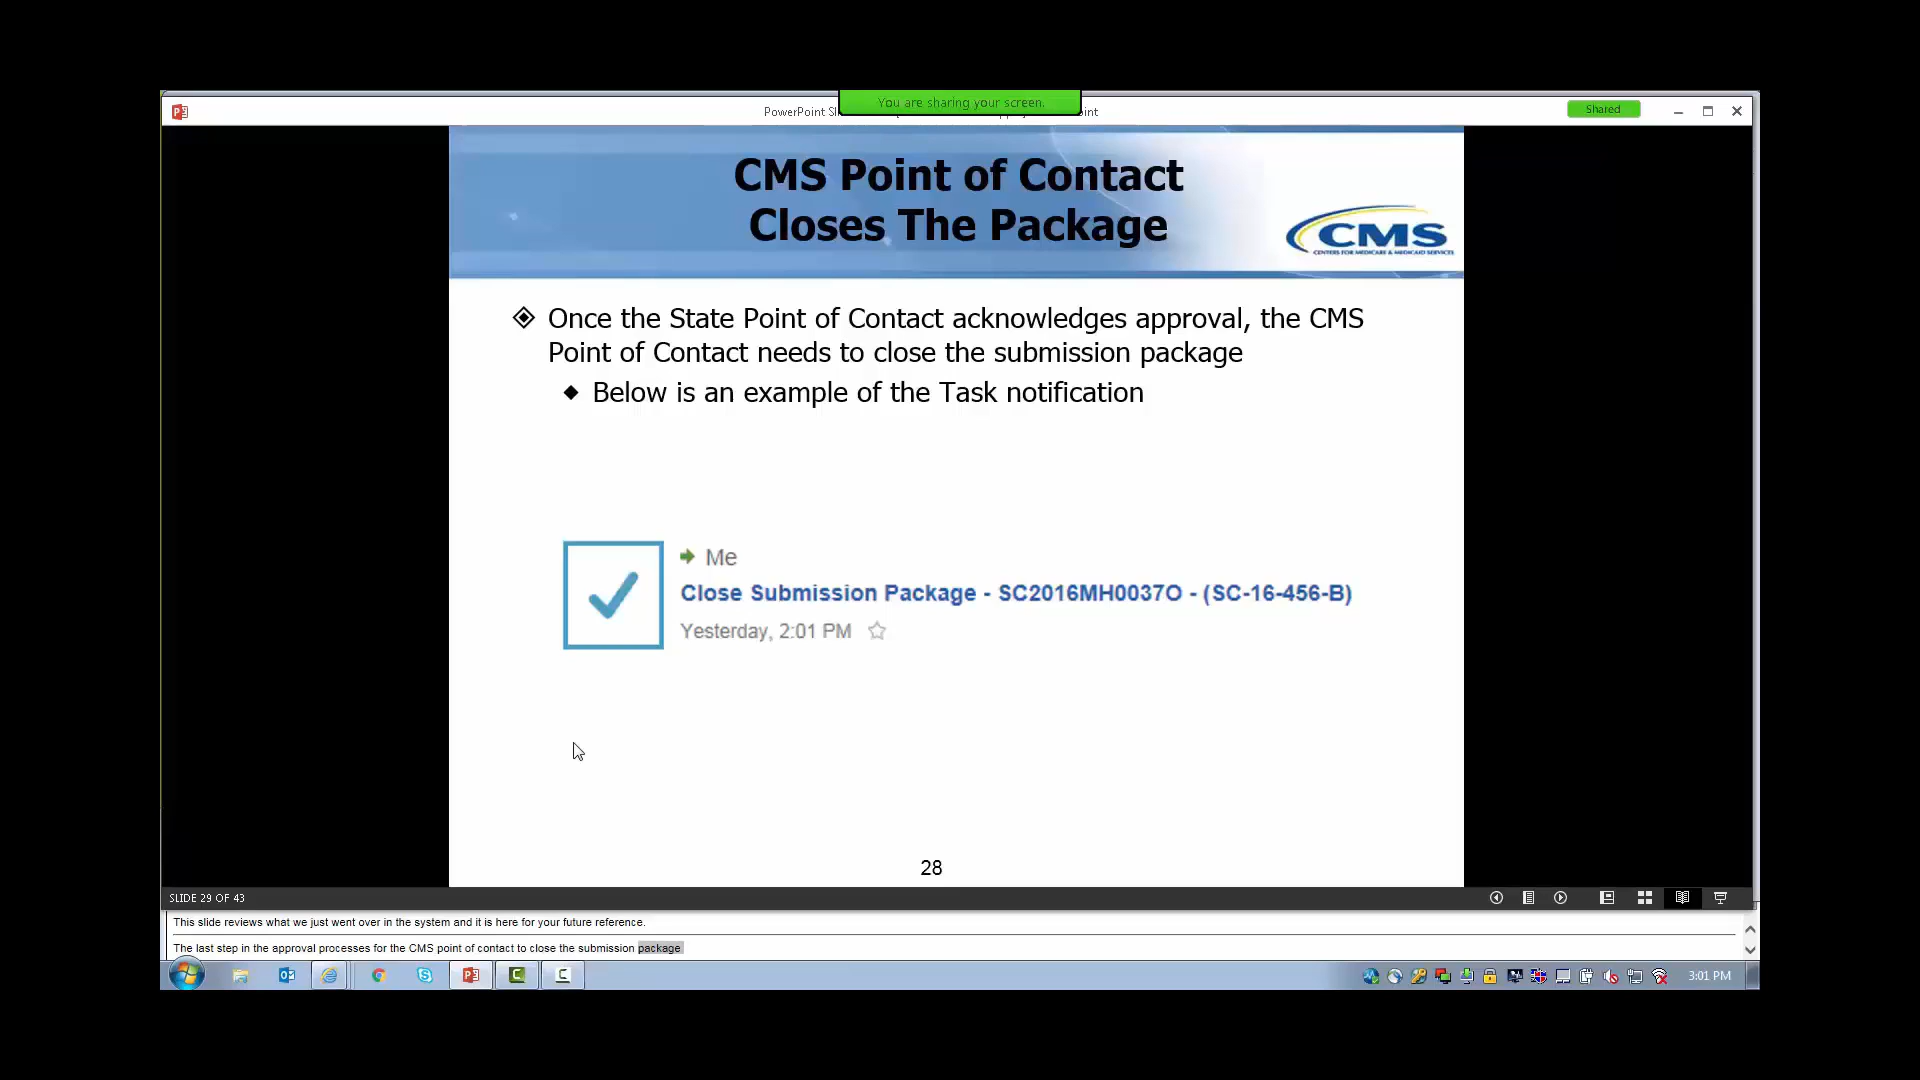 You are sharing your screen.
PowerPoint Sl
int
Shared
CMS Point of Contact
Closes The Package
CMS
CENTERS FOR MEDICARE & MEDICAID SERVICES
Once the State Point of Contact acknowledges approval, the CMS
Point of Contact needs to close the submission package
Below is an example of the Task notification
Me
Close Submission Package - SC2016MH0037O - (SC-16-456-B)
Yesterday, 2:01 PM
28
SLIDE 29 OF 43
This slide reviews what we just went over in the system and it is here for your future reference.
The last step in the approval processes for the CMS point of contact to close the submission package
3:01 PM